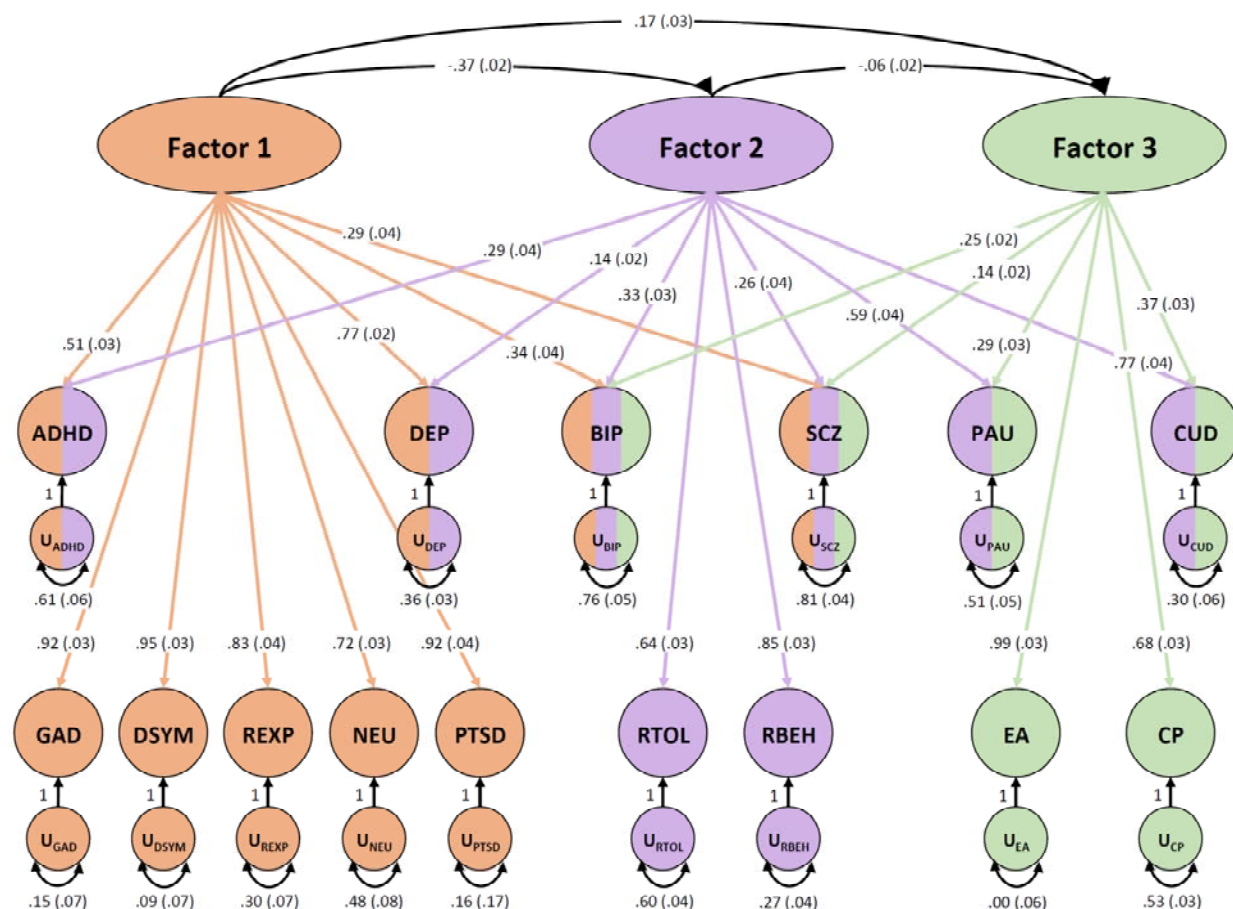 .17 (.03)
-.37 (.02) -.06 (.02)
Factor 1 Factor 2 Factor 3
.29 (.04) .29 (.04) .14 (.02) .33 (.03) .26 (.04) .59 (.04) .25 (.02) .14 (.02) .37 (.03)
.51 (.03) .77 (.02) .34 (.04) .29 (.03) .77 (.04)
ADHD DEP BIP SCZ PAU CUD
1 1 1 1 1 1
UADHD UDEP UBIP USCZ UPAU UCUD
.61 (.06) .36 (.03) .76 (.05) .81 (.04) .51 (.05) .30 (.06)
.92 (.03) .95 (.03) .83 (.04) .72 (.03) .92 (.04) .64 (.03) .85 (.03) .99 (.03) .68 (.03)
GAD DSYM REXP NEU PTSD RTOL RBEH EA CP
1 1 1 1 1 1 1 1 1
UGAD UDSYM UREXP UNEU UPTSD URTOL URBEH UEA UCP
.15 (.07) .09 (.07) .30 (.07) .48 (.08) .16 (.17) .60 (.04) .27 (.04) .00 (.06) .53 (.03)